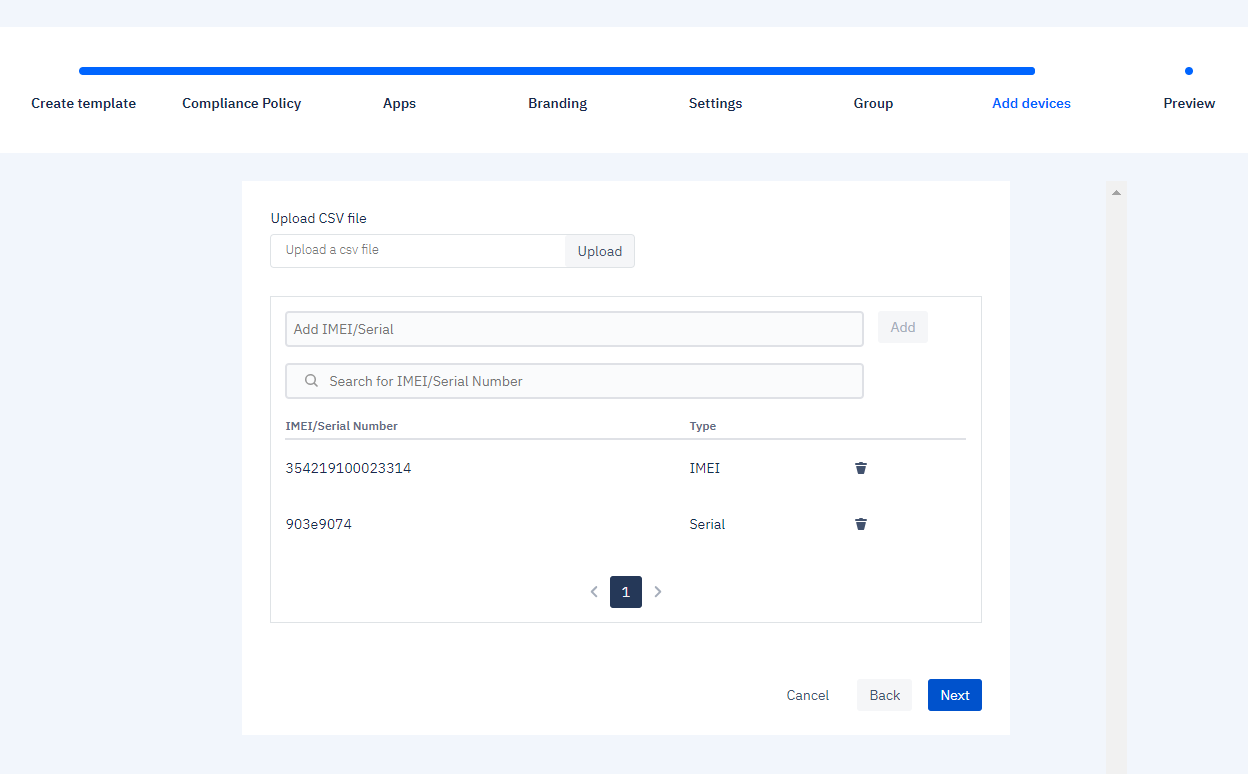 Create template Compliance Policy Apps Branding Settings Group Add devices Preview
Upload CSV file
Upload a csv file Upload
Add IMEI/Serial Add
Search for IMEI/Serial Number
IMEI/Serial Number Type
354219100023314 IMEI
903e9074 Serial
1
Cancel Back Next